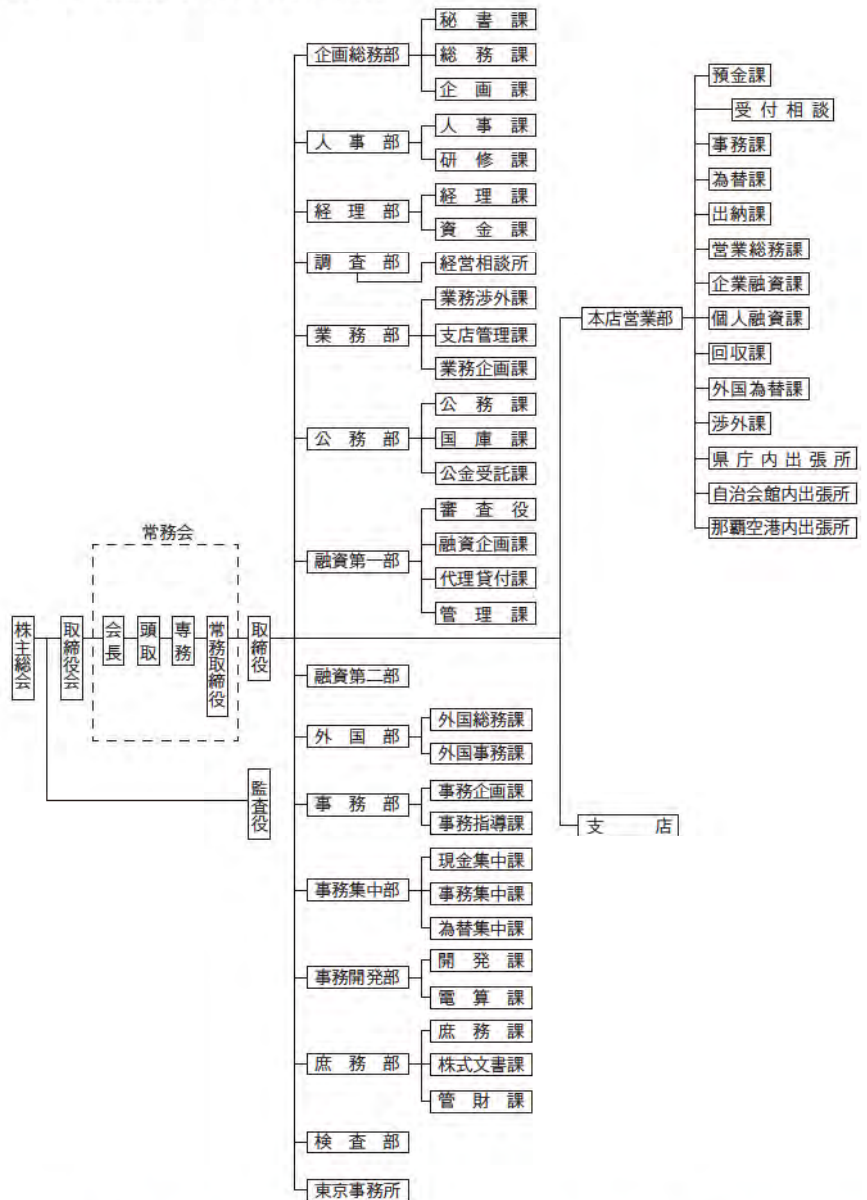 株主総会
取締役会
常務会
会長
頭取
専務
常務取締役
取締役
監査役
企画総務部
秘書課
総務課
企画課
人事部
人事課
研修課
経理部
経理課
資金課
調査部
経営相談所
業務部
業務渉外課
支店管理課
業務企画課
公務部
公務課
国庫課
公金受託課
融資第一部
審査役
融資企画課
代理貸付課
管理課
融資第二部
外国部
外国総務課
外国事務課
事務部
事務企画課
事務指導課
事務集中部
現金集中課
事務集中課
為替集中課
事務開発部
開発課
電算課
庶務部
庶務課
株式文書課
管財課
検査部
東京事務所
本店営業部
預金課
受付相談
事務課
為替課
出納課
営業総務課
企業融資課
個人融資課
回収課
外国為替課
渉外課
県庁内出張所
自治会館内出張所
那覇空港内出張所
支店